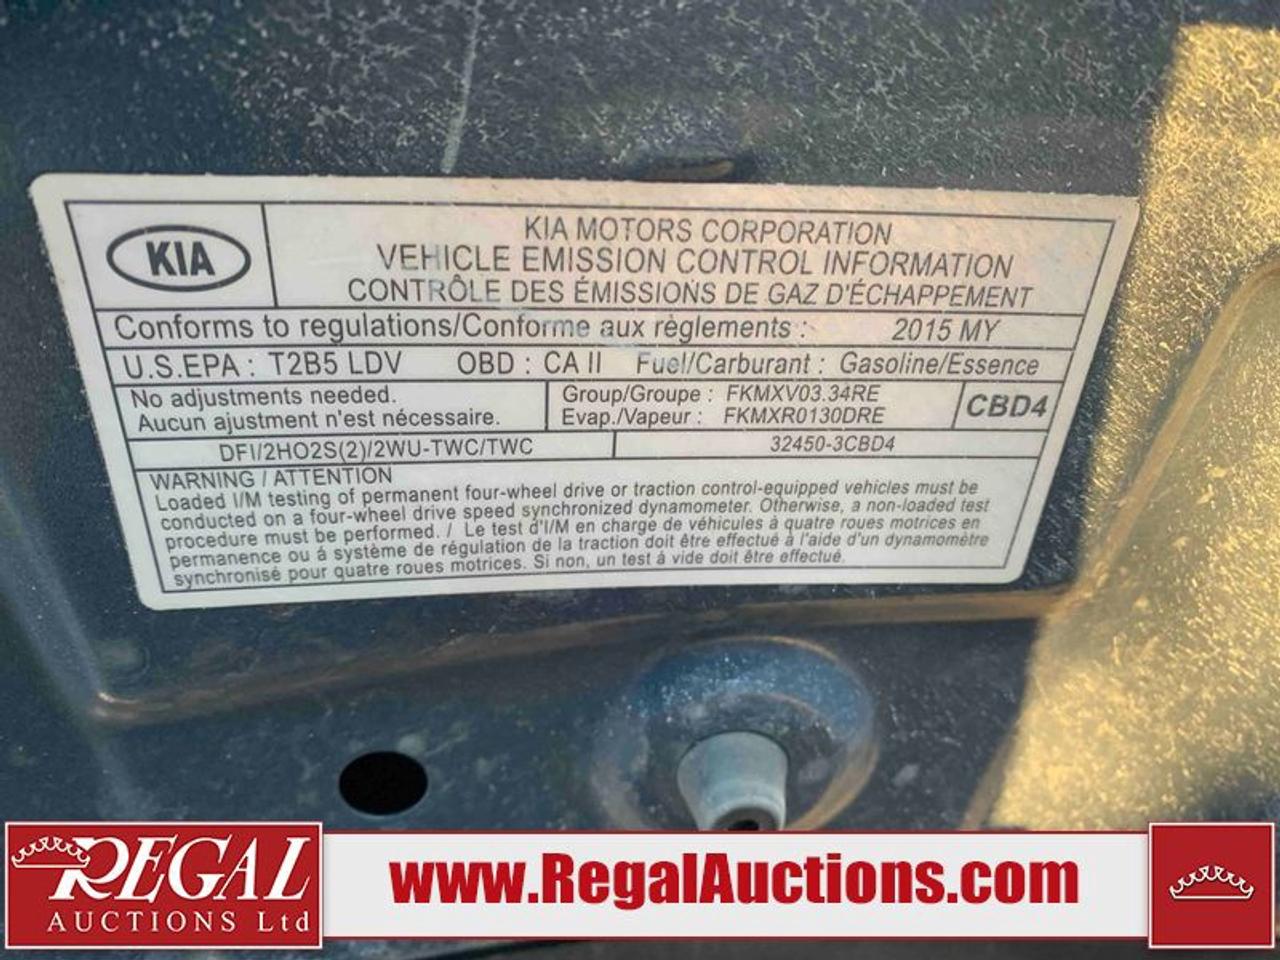 KIA
KIA MOTORS CORPORATION
VEHICLE EMISSION CONTROL INFORMATION
CONTRÔLE DES ÉMISSIONS DE GAZ D'ÉCHAPPEMENT
Conforms to regulations/Conforme aux règlements : 2015 MY
U.S.EPA : T2B5 LDV OBD : CA II Fuel/Carburant : Gasoline/Essence
No adjustments needed.
Aucun ajustment n'est nécessaire.
Group/Groupe : FKMXV03.34RE
Evap./Vapeur : FKMXR0130DRE
CBD4
DFI/2HO2S(2)/2WU-TWC/TWC 32450-3CBD4
WARNING / ATTENTION
Loaded I/M testing of permanent four-wheel drive or traction control-equipped vehicles must be
conducted on a four-wheel drive speed synchronized dynamometer. Otherwise, a non-loaded test
procedure must be performed. / Le test d'I/M en charge de véhicules à quatre roues motrices en
permanence ou á système de régulation de la traction doit être effectué à l'aide d'un dynamomètre
synchronisé pour quatre roues motrices. Si non, un test à vide doit être effectué.
REGAL
AUCTIONS Ltd
www.RegalAuctions.com